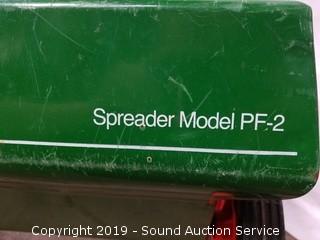 Spreader Model PF-2
Copyright 2019 - Sound Auction Service